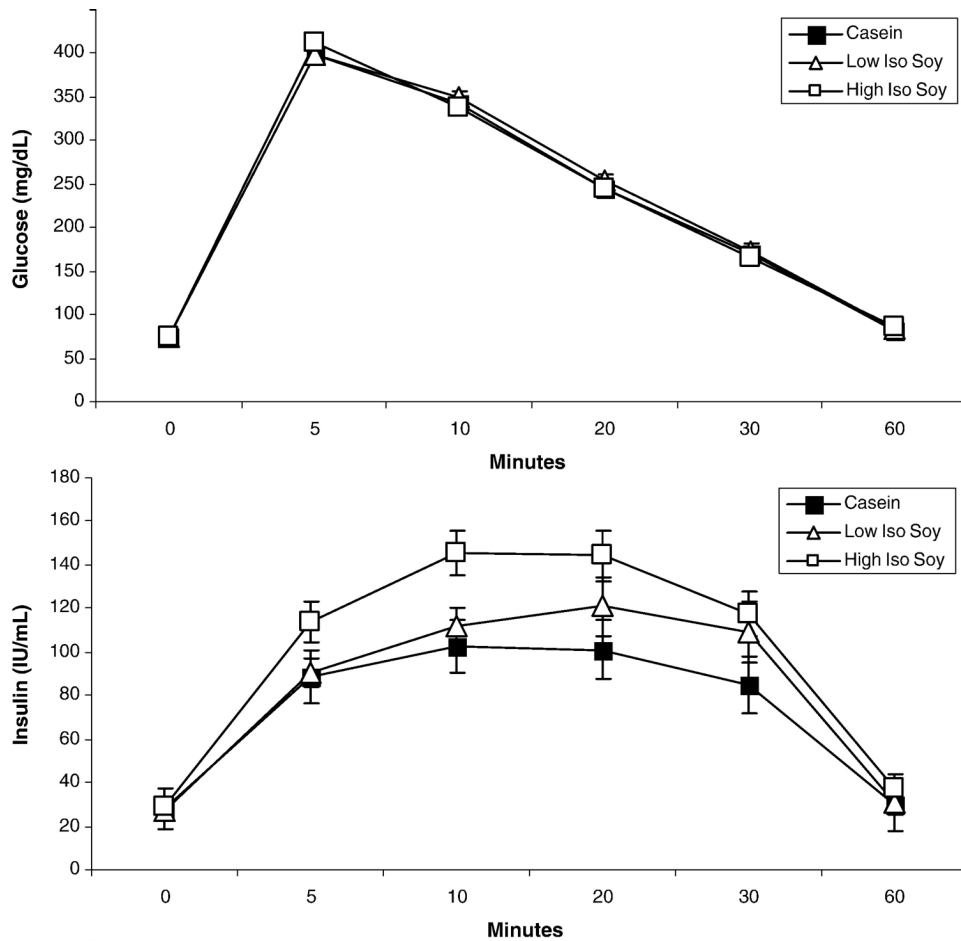 Casein
Low Iso Soy
High Iso Soy
Glucose (mg/dL)
400
350
300
250
200
150
100
50
0
0 5 10 20 30 60
Minutes
Casein
Low Iso Soy
High Iso Soy
Insulin (IU/mL)
180
160
140
120
100
80
60
40
20
0
0 5 10 20 30 60
Minutes